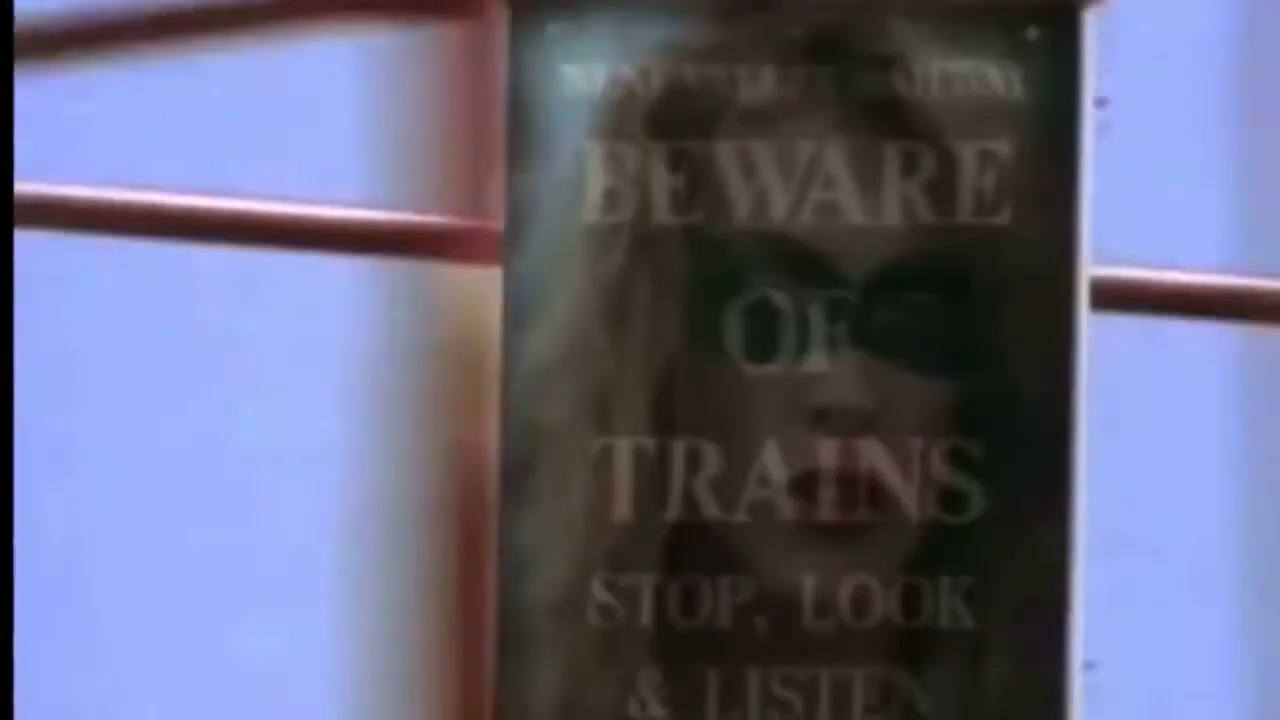 BEWARE
OF
TRAINS
STOP, LOOK
& LISTEN